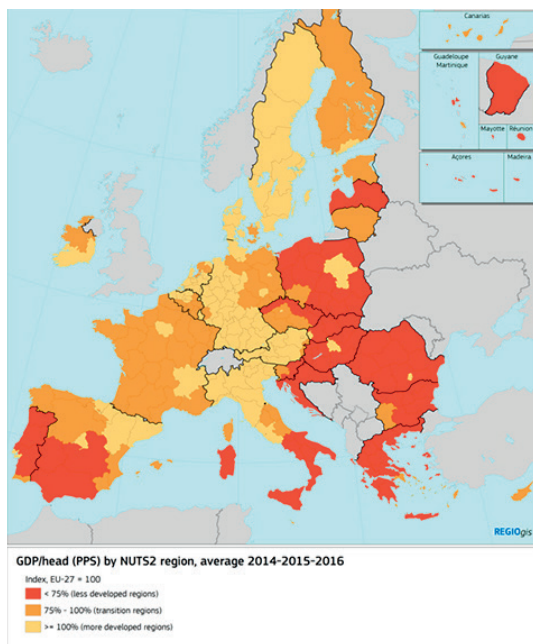 Canarias
Guadeloupe
Martinique
Guyane
Mayotte
Réunion
Açores
Madeira
REGIOgis
GDP/head (PPS) by NUTS2 region, average 2014-2015-2016
Index, EU-27 = 100
< 75% (less developed regions)
75% - 100% (transition regions)
>= 100% (more developed regions)